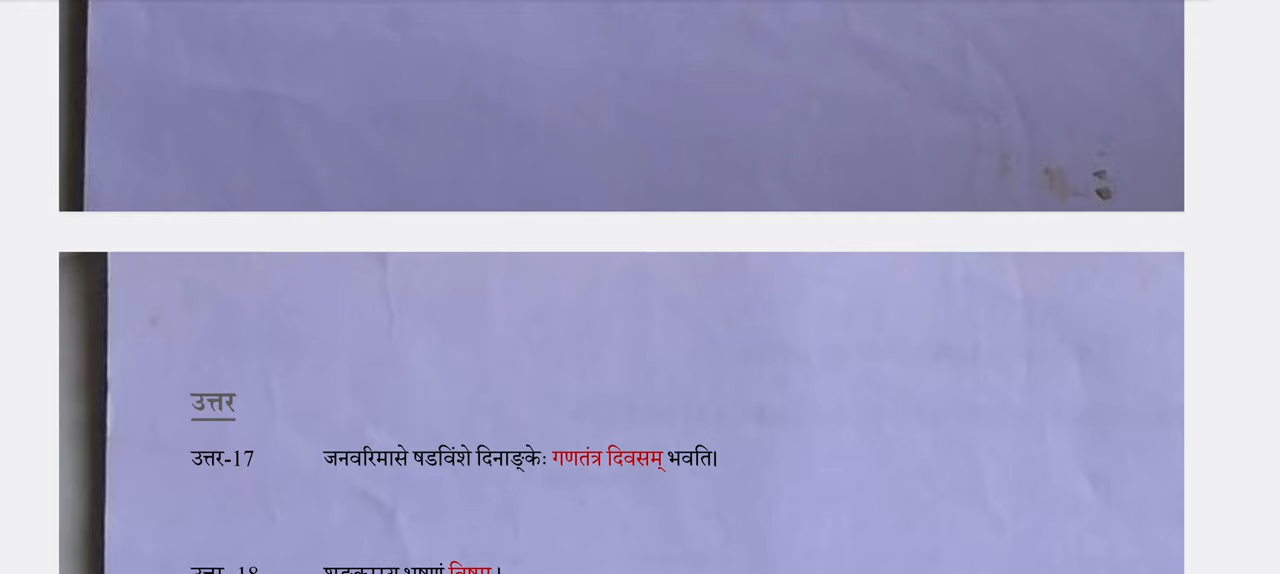 उत्तर
उत्तर-17 जनवरिमासे षडविंशे दिनाङ्केः गणतंत्र दिवसम् भवति।